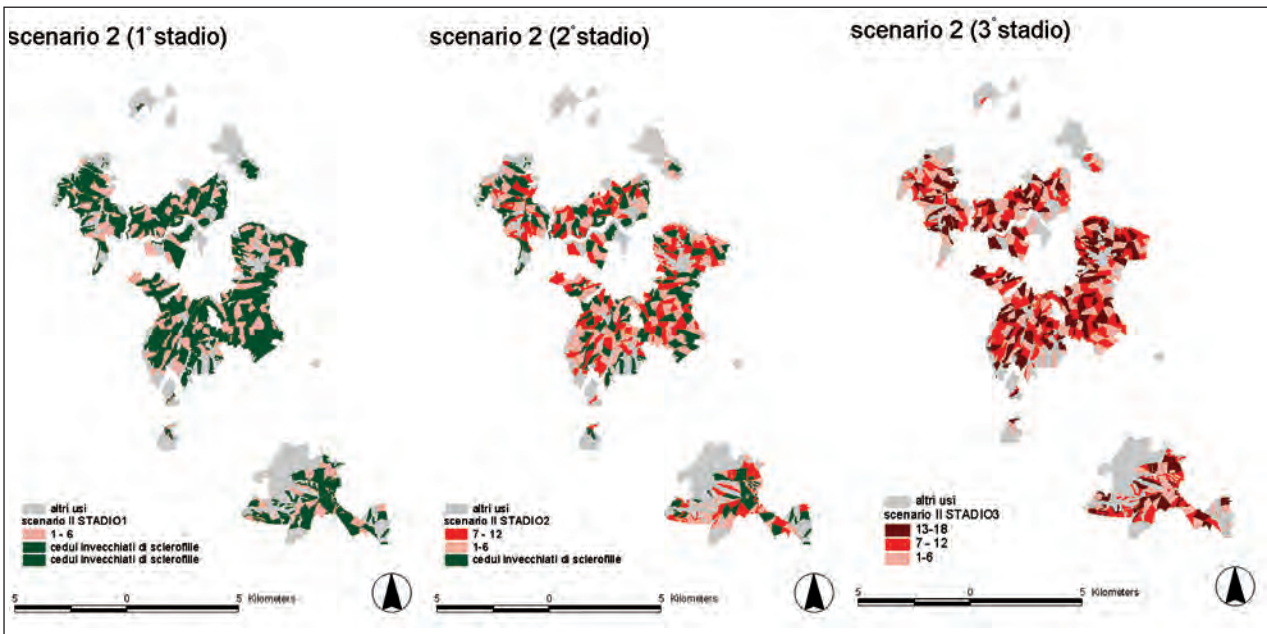 scenario 2 (1°stadio)
altri usi
scenario II STADIO1
1 - 6
cedui invecchiati di sclerofille
cedui invecchiati di sclerofille
5 0 5 Kilometers
scenario 2 (2°stadio)
altri usi
scenario II STADIO2
7 - 12
1-6
cedui invecchiati di sclerofille
5 0 5 Kilometers
scenario 2 (3°stadio)
altri usi
scenario II STADIO3
13-18
7 - 12
1-6
5 0 5 Kilometers